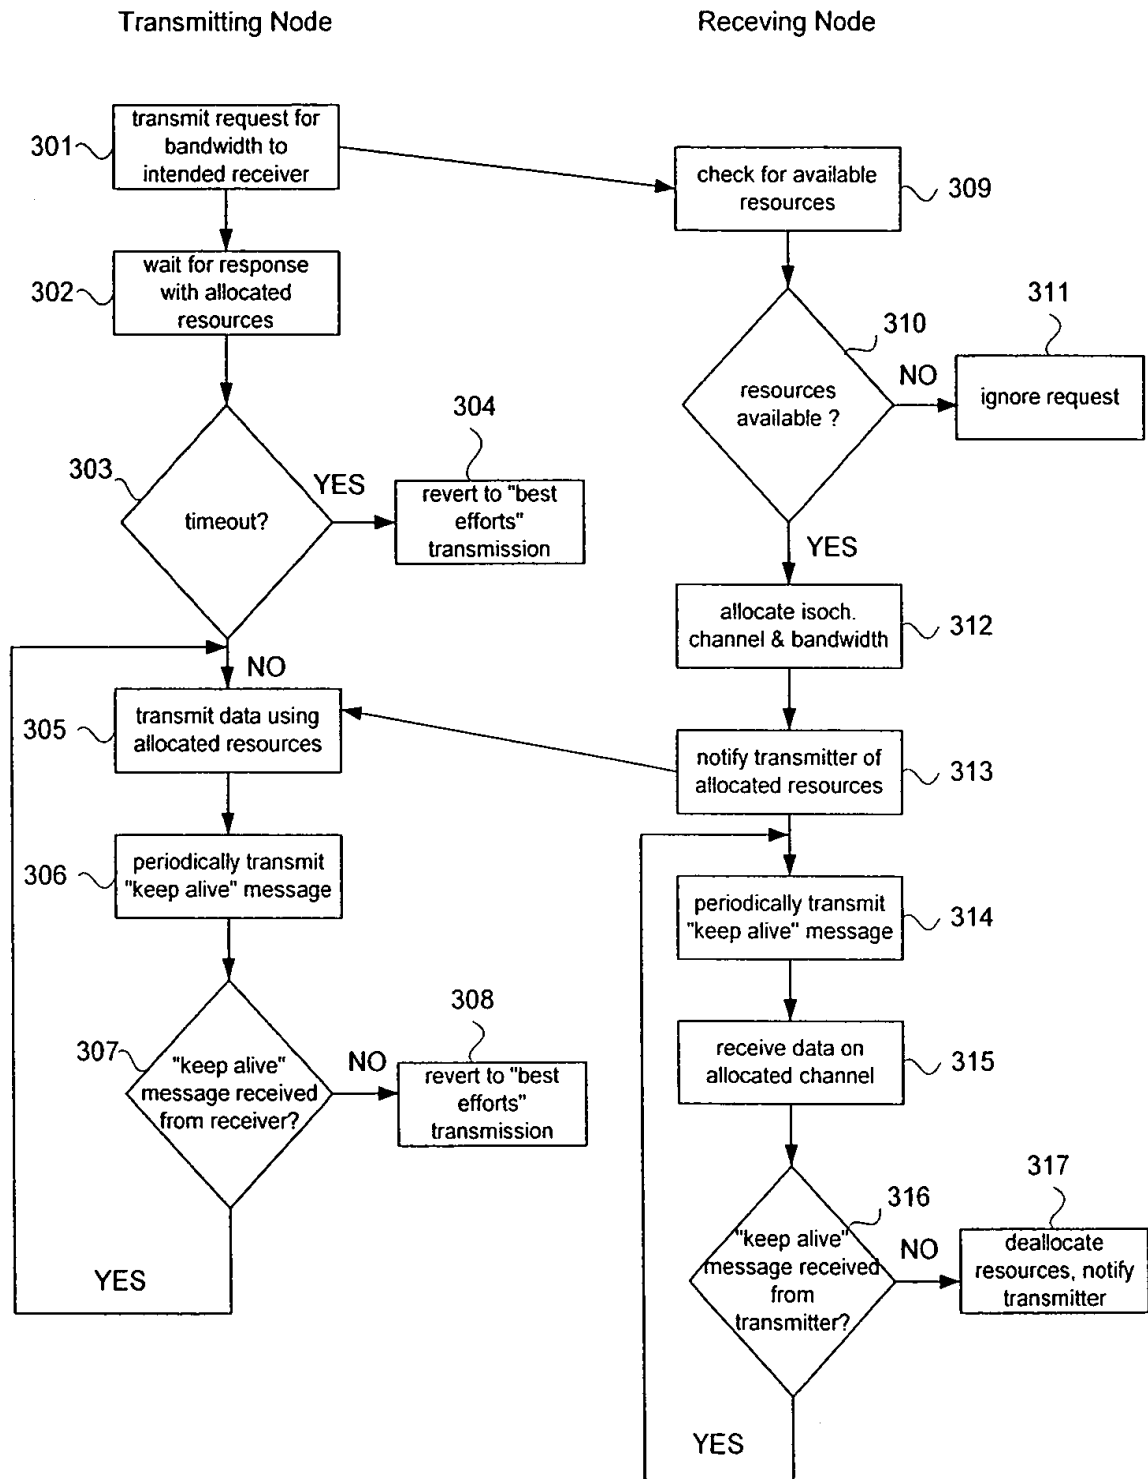 Transmitting Node
Receving Node
301
transmit request for
bandwidth to
intended receiver
302
wait for response
with allocated
resources
303
timeout?
YES
304
revert to "best
efforts"
transmission
NO
305
transmit data using
allocated resources
306
periodically transmit
"keep alive" message
307
"keep alive"
message received
from receiver?
NO
308
revert to "best
efforts"
transmission
YES
check for available
resources
309
310
resources
available ?
NO
311
ignore request
YES
allocate isoch.
channel & bandwidth
312
notify transmitter of
allocated resources
313
periodically transmit
"keep alive" message
314
receive data on
allocated channel
315
316
"keep alive"
message received
from
transmitter?
NO
317
deallocate
resources, notify
transmitter
YES